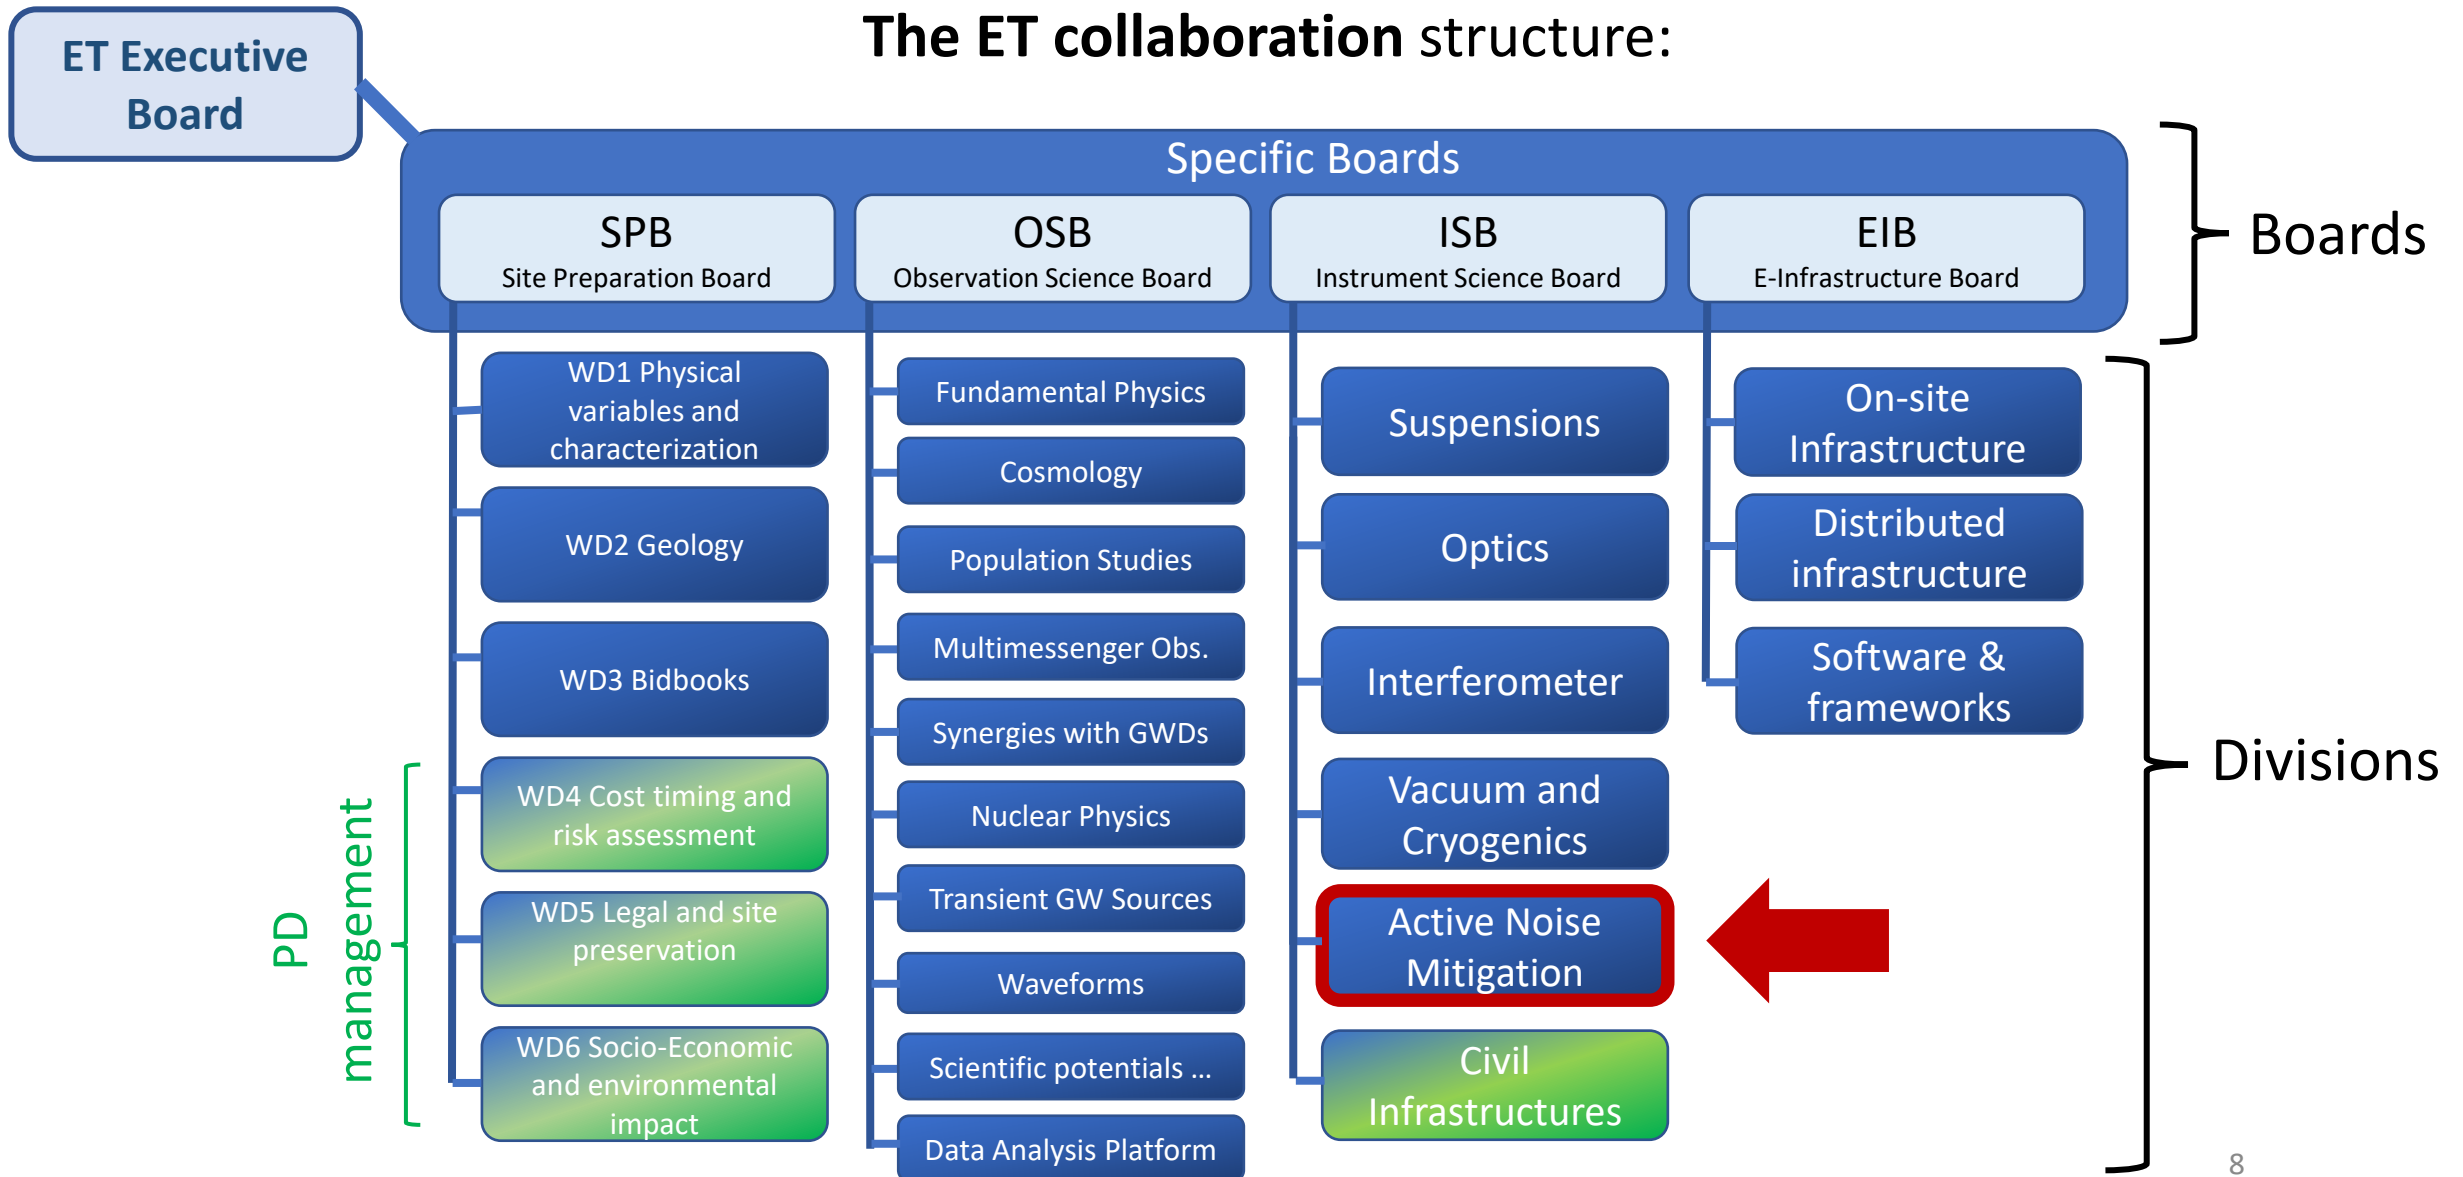 The ET collaboration structure:
ET Executive
Board
Specific Boards
SPB
Site Preparation Board
OSB
Observation Science Board
ISB
Instrument Science Board
EIB
E-Infrastructure Board
Boards
WD1 Physical
variables and
characterization
WD2 Geology
WD3 Bidbooks
WD4 Cost timing and
risk assessment
WD5 Legal and site
preservation
WD6 Socio-Economic
and environmental
impact
PD
management
Fundamental Physics
Cosmology
Population Studies
Multimessenger Obs.
Synergies with GWDs
Nuclear Physics
Transient GW Sources
Waveforms
Scientific potentials ...
Data Analysis Platform
Suspensions
Optics
Interferometer
Vacuum and
Cryogenics
Active Noise
Mitigation
Civil
Infrastructures
On-site
Infrastructure
Distributed
infrastructure
Software &
frameworks
Divisions
8